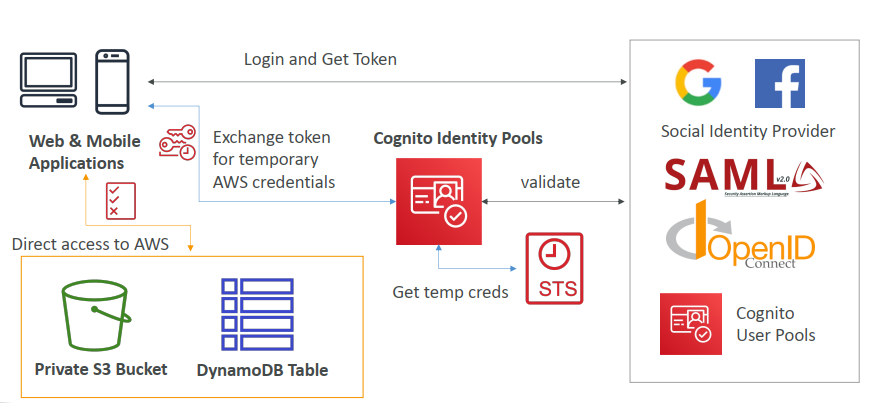 Login and Get Token
Web & Mobile
Applications
Exchange token
for temporary
AWS credentials
Cognito Identity Pools
validate
Social Identity Provider
SAML v2.0
Security Assertion Markup Language
OpenID
Connect
Direct access to AWS
Get temp creds
STS
Cognito
User Pools
Private S3 Bucket
DynamoDB Table